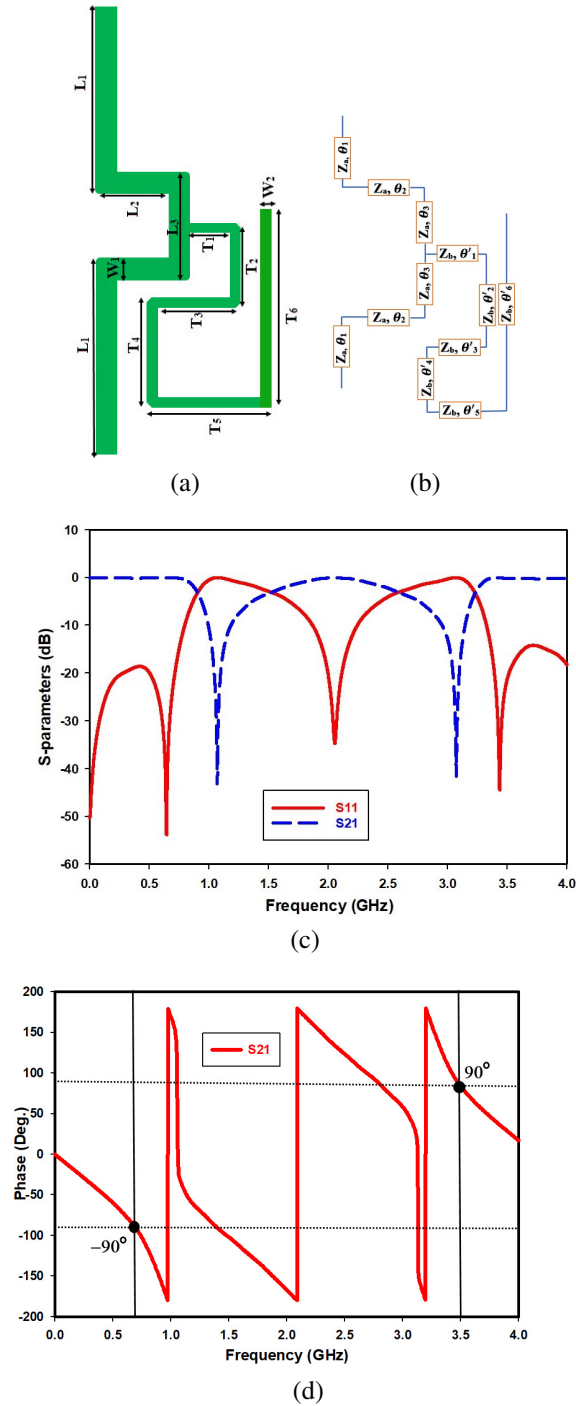 L1
L2
L3
W1
L1
T1
T2
T3
T4
T5
T6
W2
(a)
Za, θ1
Za, θ2
Za, θ3
Zb, θ'1
Za, θ3
Zb, θ'2
Zb, θ'6
Za, θ2
Zb, θ'3
Za, θ1
Zb, θ'4
Zb, θ'5
(b)
10
0
-10
-20
-30
-40
-50
-60
S-parameters (dB)
S11
S21
0.0 0.5 1.0 1.5 2.0 2.5 3.0 3.5 4.0
Frequency (GHz)
(c)
200
150
100
50
0
-50
-100
-150
-200
Phase (Deg.)
S21
90°
−90°
0.0 0.5 1.0 1.5 2.0 2.5 3.0 3.5 4.0
Frequency (GHz)
(d)